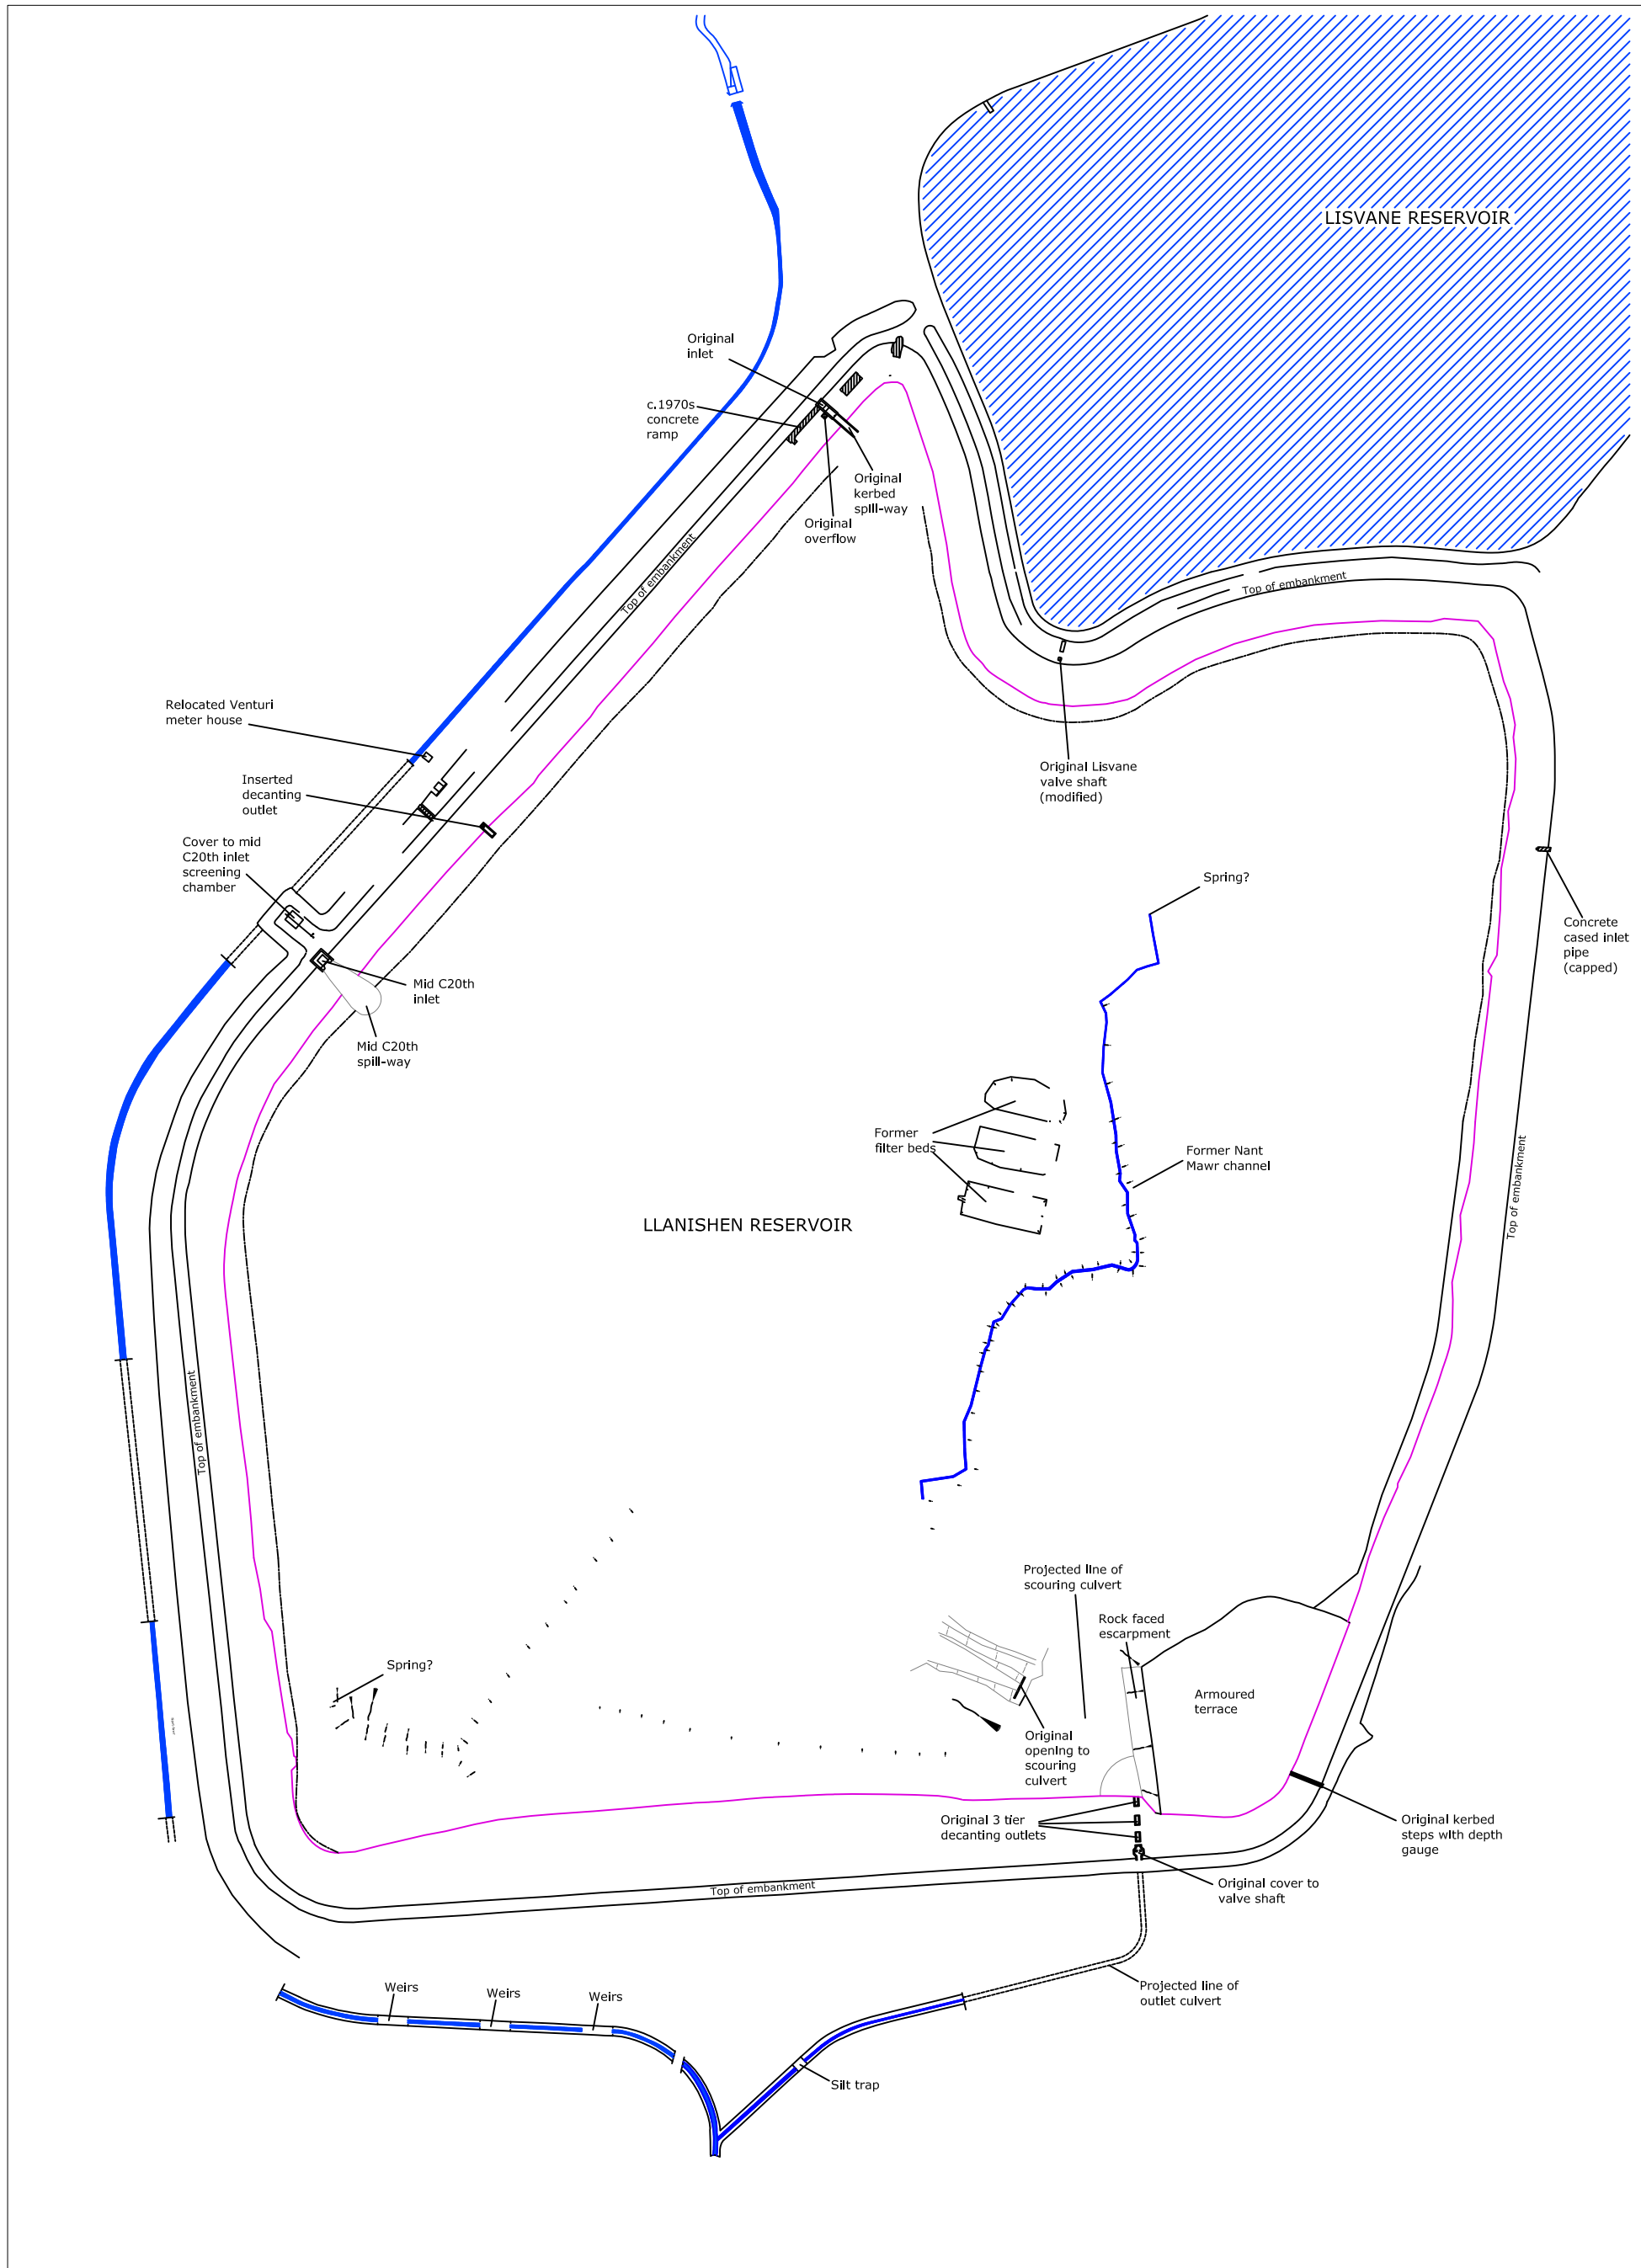 LISVANE RESERVOIR
Original
inlet
c.1970s
concrete
ramp
Original
kerbed
spill-way
Original
overflow
Top of embankment
Top of embankment
Relocated Venturi
meter house
Inserted
decanting
outlet
Original Lisvane
valve shaft
(modified)
Cover to mid
C20th inlet
screening
chamber
Spring?
Concrete
cased inlet
pipe
(capped)
Mid C20th
inlet
Mid C20th
spill-way
Former
filter beds
Former Nant
Mawr channel
Top of embankment
LLANISHEN RESERVOIR
Top of embankment
Projected line of
scouring culvert
Rock faced
escarpment
Spring?
Armoured
terrace
Original
opening to
scouring
culvert
Original 3 tier
decanting outlets
Original kerbed
steps with depth
gauge
Original cover to
valve shaft
Top of embankment
Projected line of
outlet culvert
Weirs
Weirs
Weirs
Silt trap